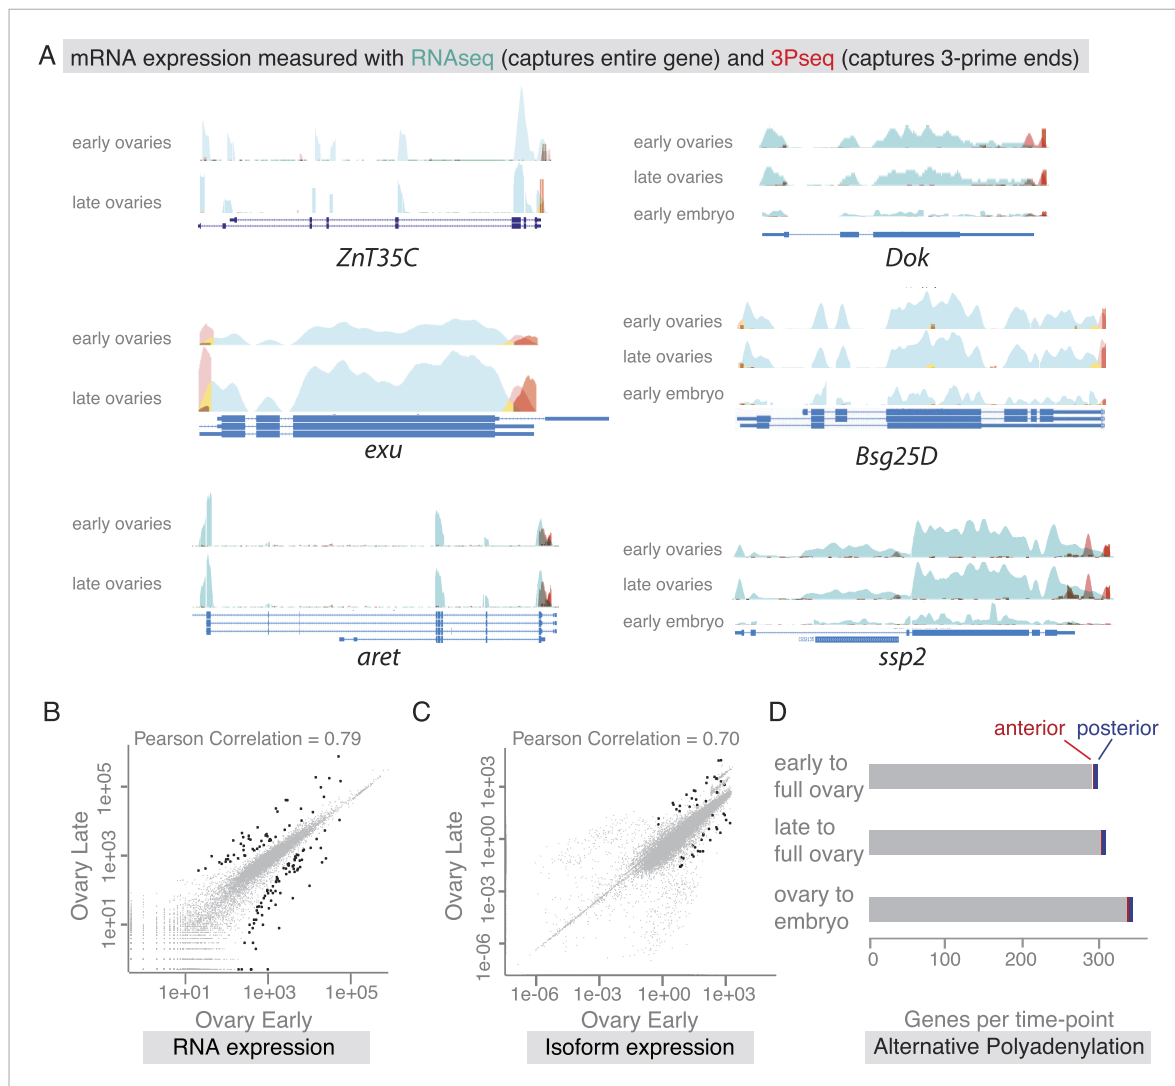 A mRNA expression measured with RNAseq (captures entire gene) and 3Pseq (captures 3-prime ends)
early ovaries
late ovaries
ZnT35C
early ovaries
late ovaries
early embryo
Dok
early ovaries
late ovaries
exu
early ovaries
late ovaries
early embryo
Bsg25D
early ovaries
late ovaries
aret
early ovaries
late ovaries
early embryo
ssp2
B
Pearson Correlation = 0.79
Ovary Late
1e+05
1e+03
1e+01
1e+01 1e+03 1e+05
Ovary Early
RNA expression
C
Pearson Correlation = 0.70
Ovary Late
1e+03
1e+00
1e-03
1e-06
1e-06 1e-03 1e+00 1e+03
Ovary Early
Isoform expression
D
anterior posterior
early to
full ovary
late to
full ovary
ovary to
embryo
0 100 200 300
Genes per time-point
Alternative Polyadenylation